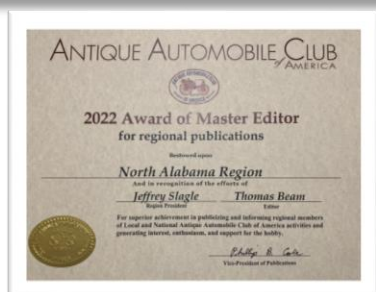 ANTIQUE AUTOMOBILE CLUB
of AMERICA
2022 Award of Master Editor
for regional publications
Bestowed upon
North Alabama Region
And in recognition of the efforts of
Jeffrey Slagle Thomas Beam
Region President Editor
For superior achievement in publicizing and informing regional members
of Local and National Antique Automobile Club of America activities and
generating interest, enthusiasm, and support for the hobby.
Phillip B. Cole
Vice-President of Publications